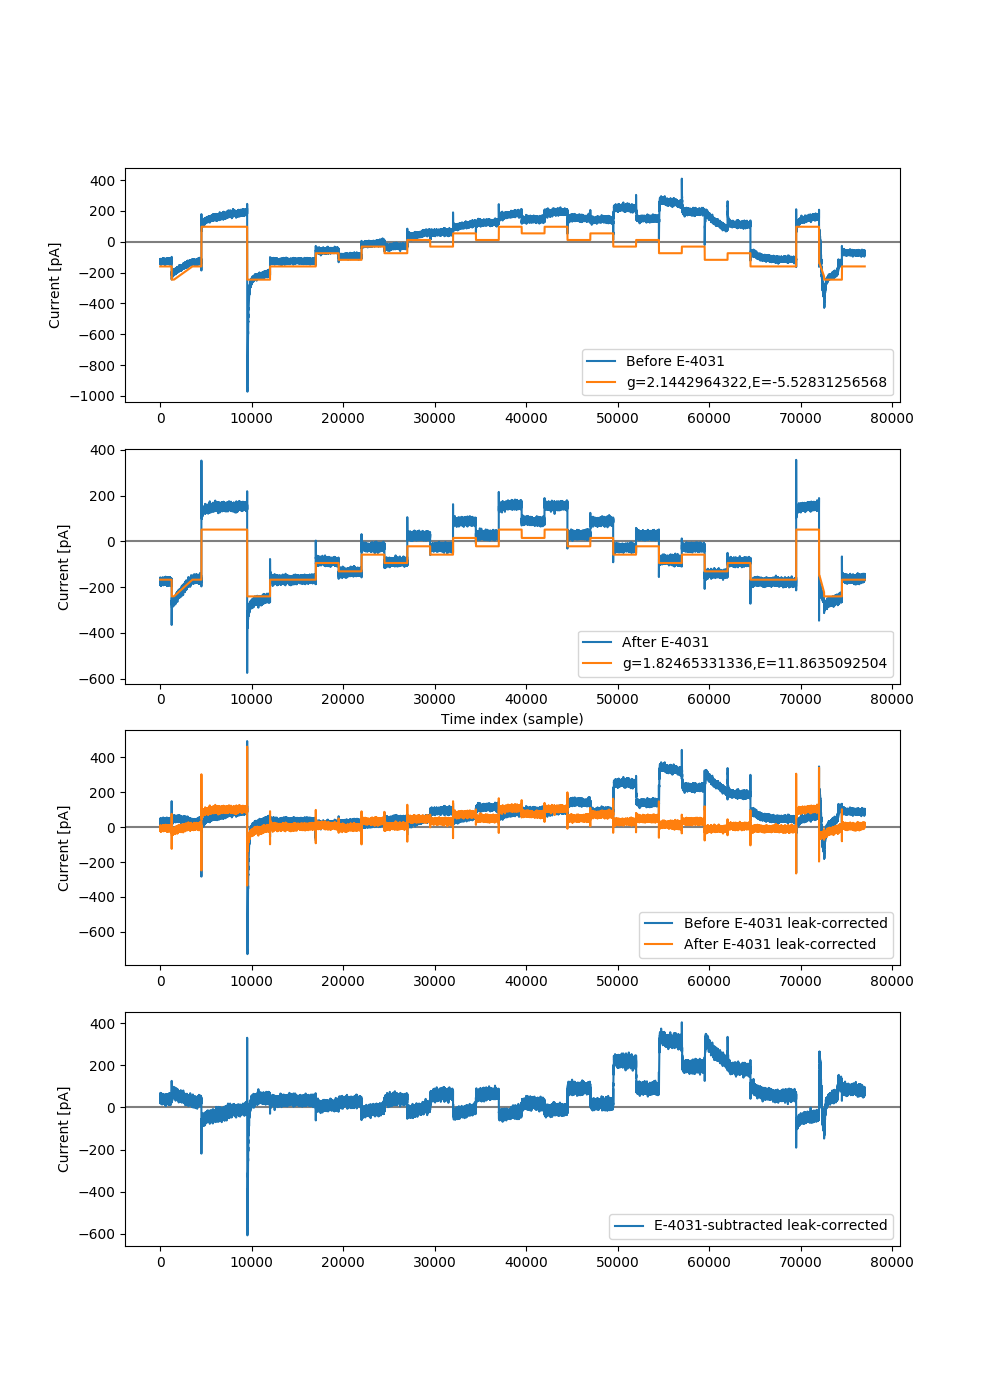 400
200
0
−200
−400
−600
−800
−1000
Current [pA]
Before E-4031
g=2.1442964322,E=-5.52831256568
0 10000 20000 30000 40000 50000 60000 70000 80000
400
200
0
−200
−400
−600
Current [pA]
After E-4031
g=1.82465331336,E=11.8635092504
0 10000 20000 30000 40000 50000 60000 70000 80000
Time index (sample)
400
200
0
−200
−400
−600
Current [pA]
Before E-4031 leak-corrected
After E-4031 leak-corrected
0 10000 20000 30000 40000 50000 60000 70000 80000
400
200
0
−200
−400
−600
Current [pA]
E-4031-subtracted leak-corrected
0 10000 20000 30000 40000 50000 60000 70000 80000